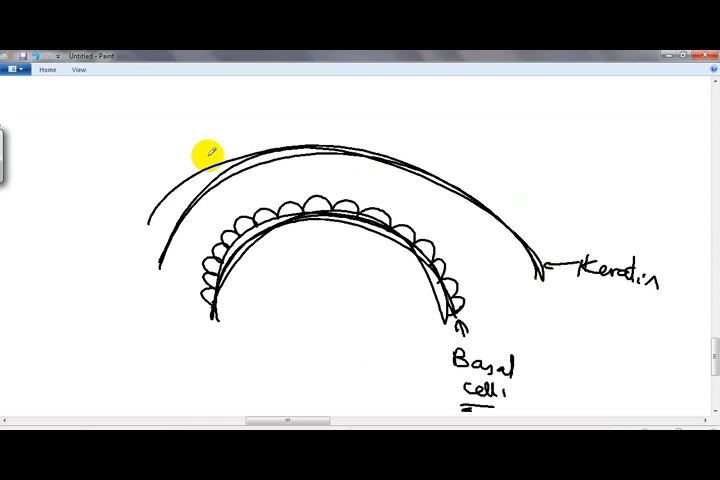 Untitled - Paint
Home View
Keratin
Basal
cells